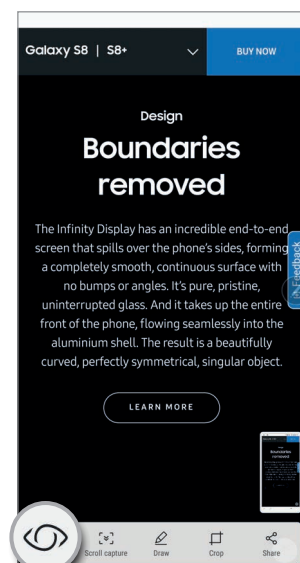 Galaxy S8 | S8+
BUY NOW
Design
Boundaries
removed
The Infinity Display has an incredible end-to-end
screen that spills over the phone's sides, forming
a completely smooth, continuous surface with
no bumps or angles. It's pure, pristine,
uninterrupted glass. And it takes up the entire
front of the phone, flowing seamlessly into the
aluminium shell. The result is a beautifully
curved, perfectly symmetrical, singular object.
Feedback
LEARN MORE
Boundaries
removed
Scroll capture
Draw
Crop
Share